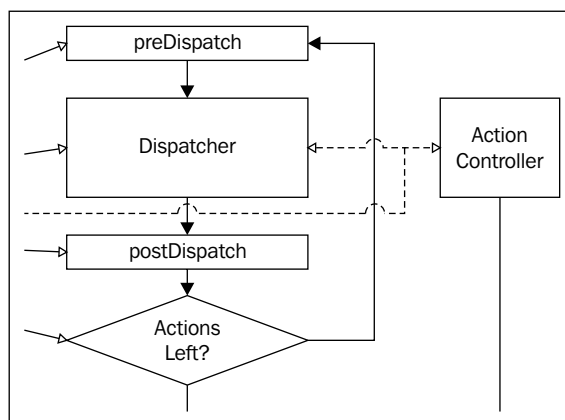 preDispatch
Dispatcher
Action
Controller
postDispatch
Actions
Left?